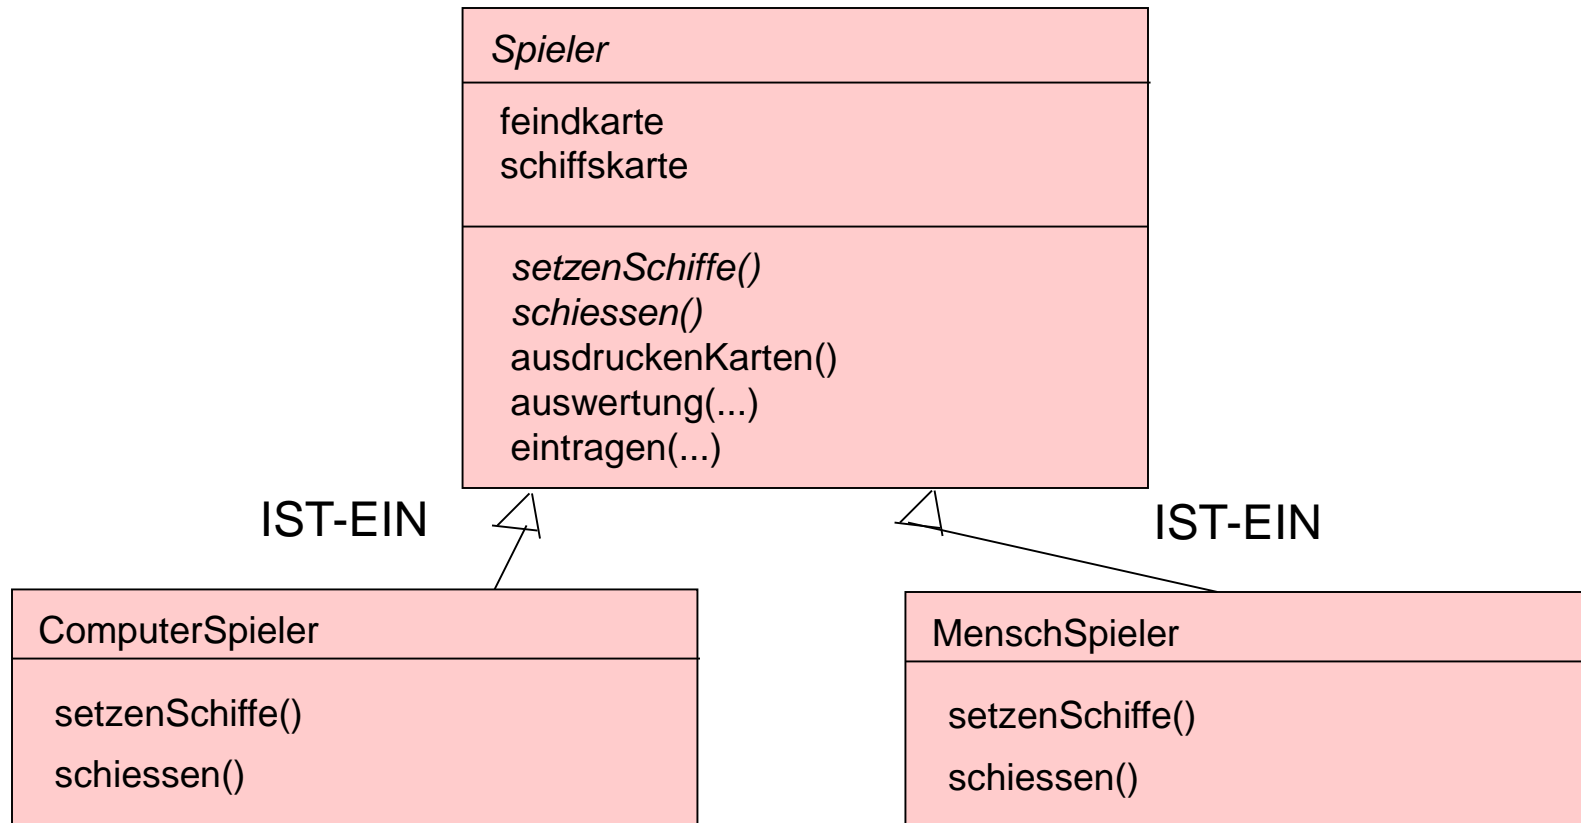 Spieler
feindkarte
schiffskarte
setzenSchiffe()
schiessen()
ausdruckenKarten()
auswertung(...)
eintragen(...)
IST-EIN
IST-EIN
ComputerSpieler
setzenSchiffe()
schiessen()
MenschSpieler
setzenSchiffe()
schiessen()